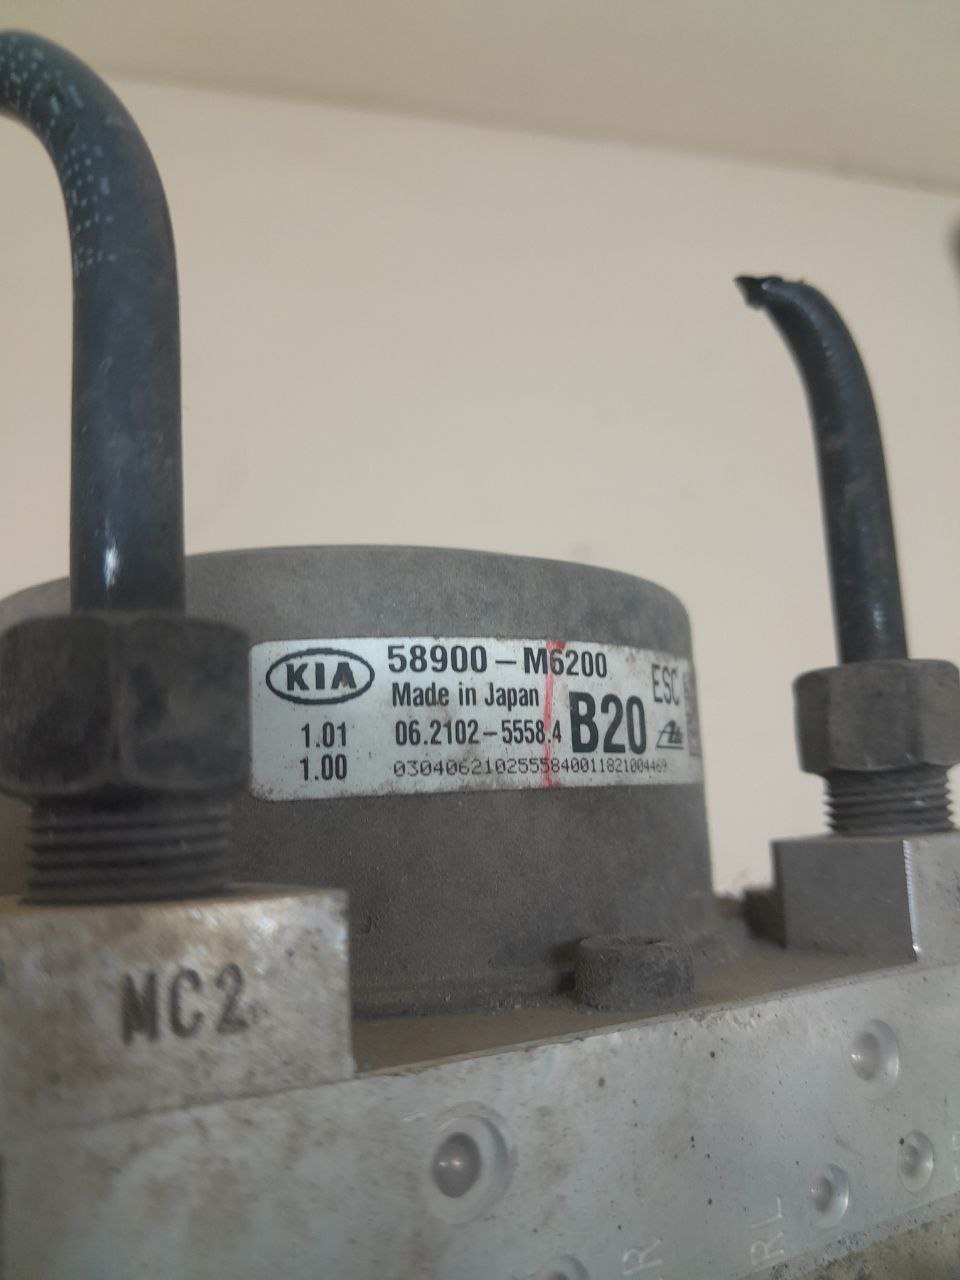 KIA
58900-M6200
Made in Japan
ESC
1.01
06.2102-5558.4
B20
Ate
1.00
0304062102555840011821004469
MC2
RL